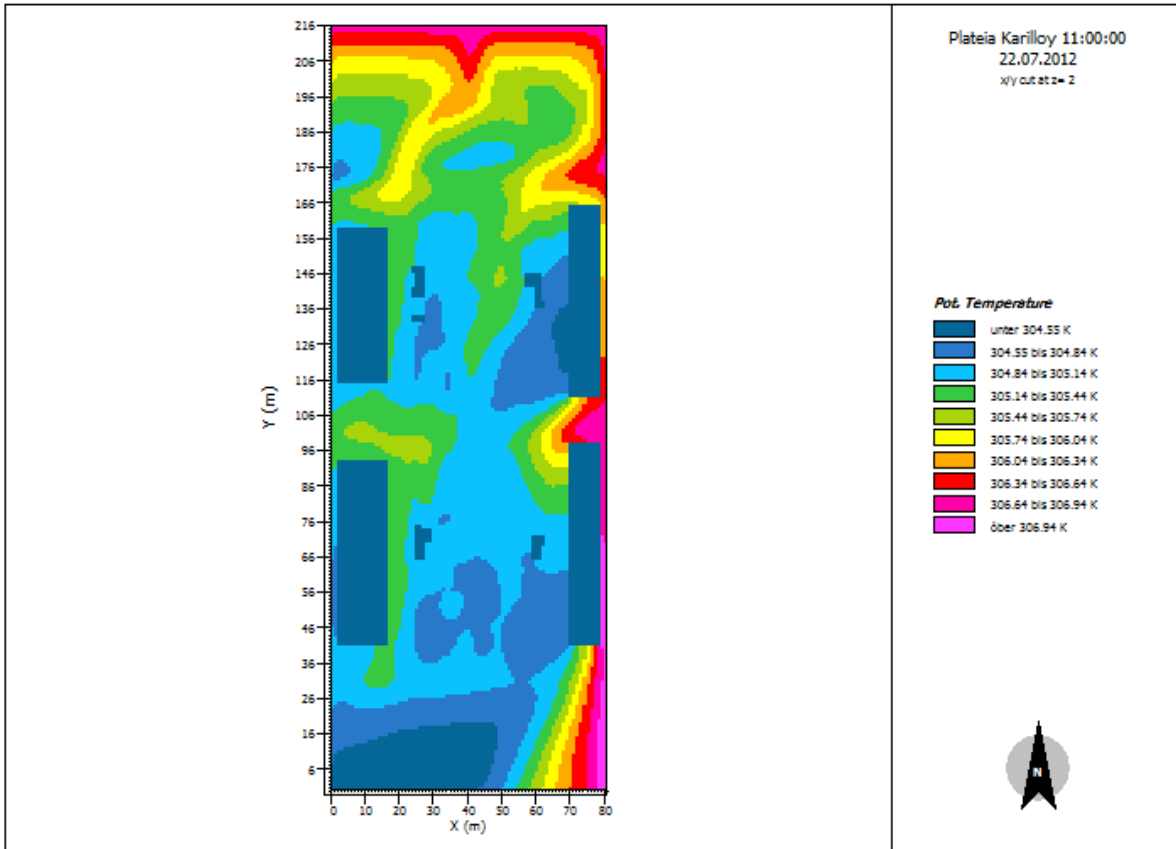 Plateia Karilloy 11:00:00
22.07.2012
x/y cut at z= 2
216
206
196
186
176
166
156
146
136
126
116
106
96
86
76
66
56
46
36
26
16
6
Y (m)
0 10 20 30 40 50 60 70 80
X (m)
Pot. Temperature
unter 304.55 K
304.55 bis 304.84 K
304.84 bis 305.14 K
305.14 bis 305.44 K
305.44 bis 305.74 K
305.74 bis 306.04 K
306.04 bis 306.34 K
306.34 bis 306.64 K
306.64 bis 306.94 K
öber 306.94 K
N